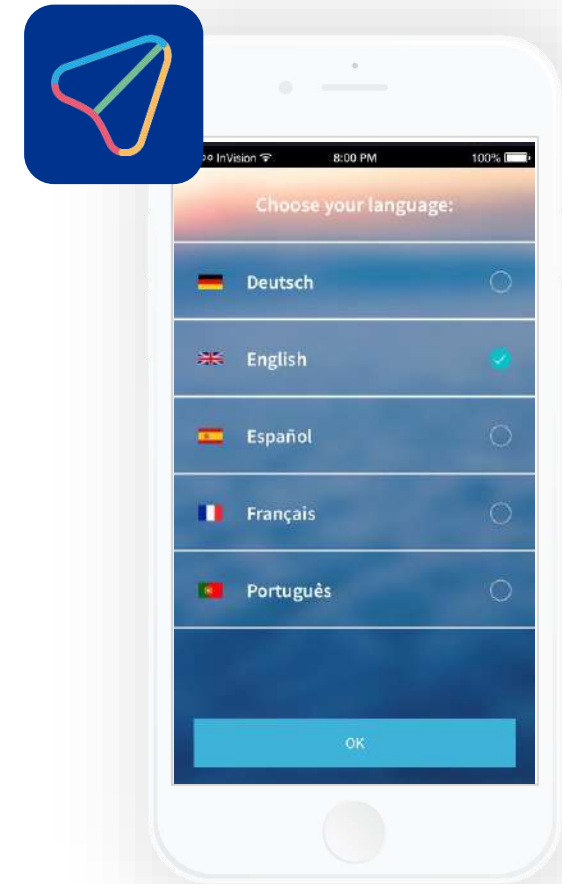 InVision 8:00 PM 100%
Choose your language:
Deutsch
English
Español
Français
Português
OK